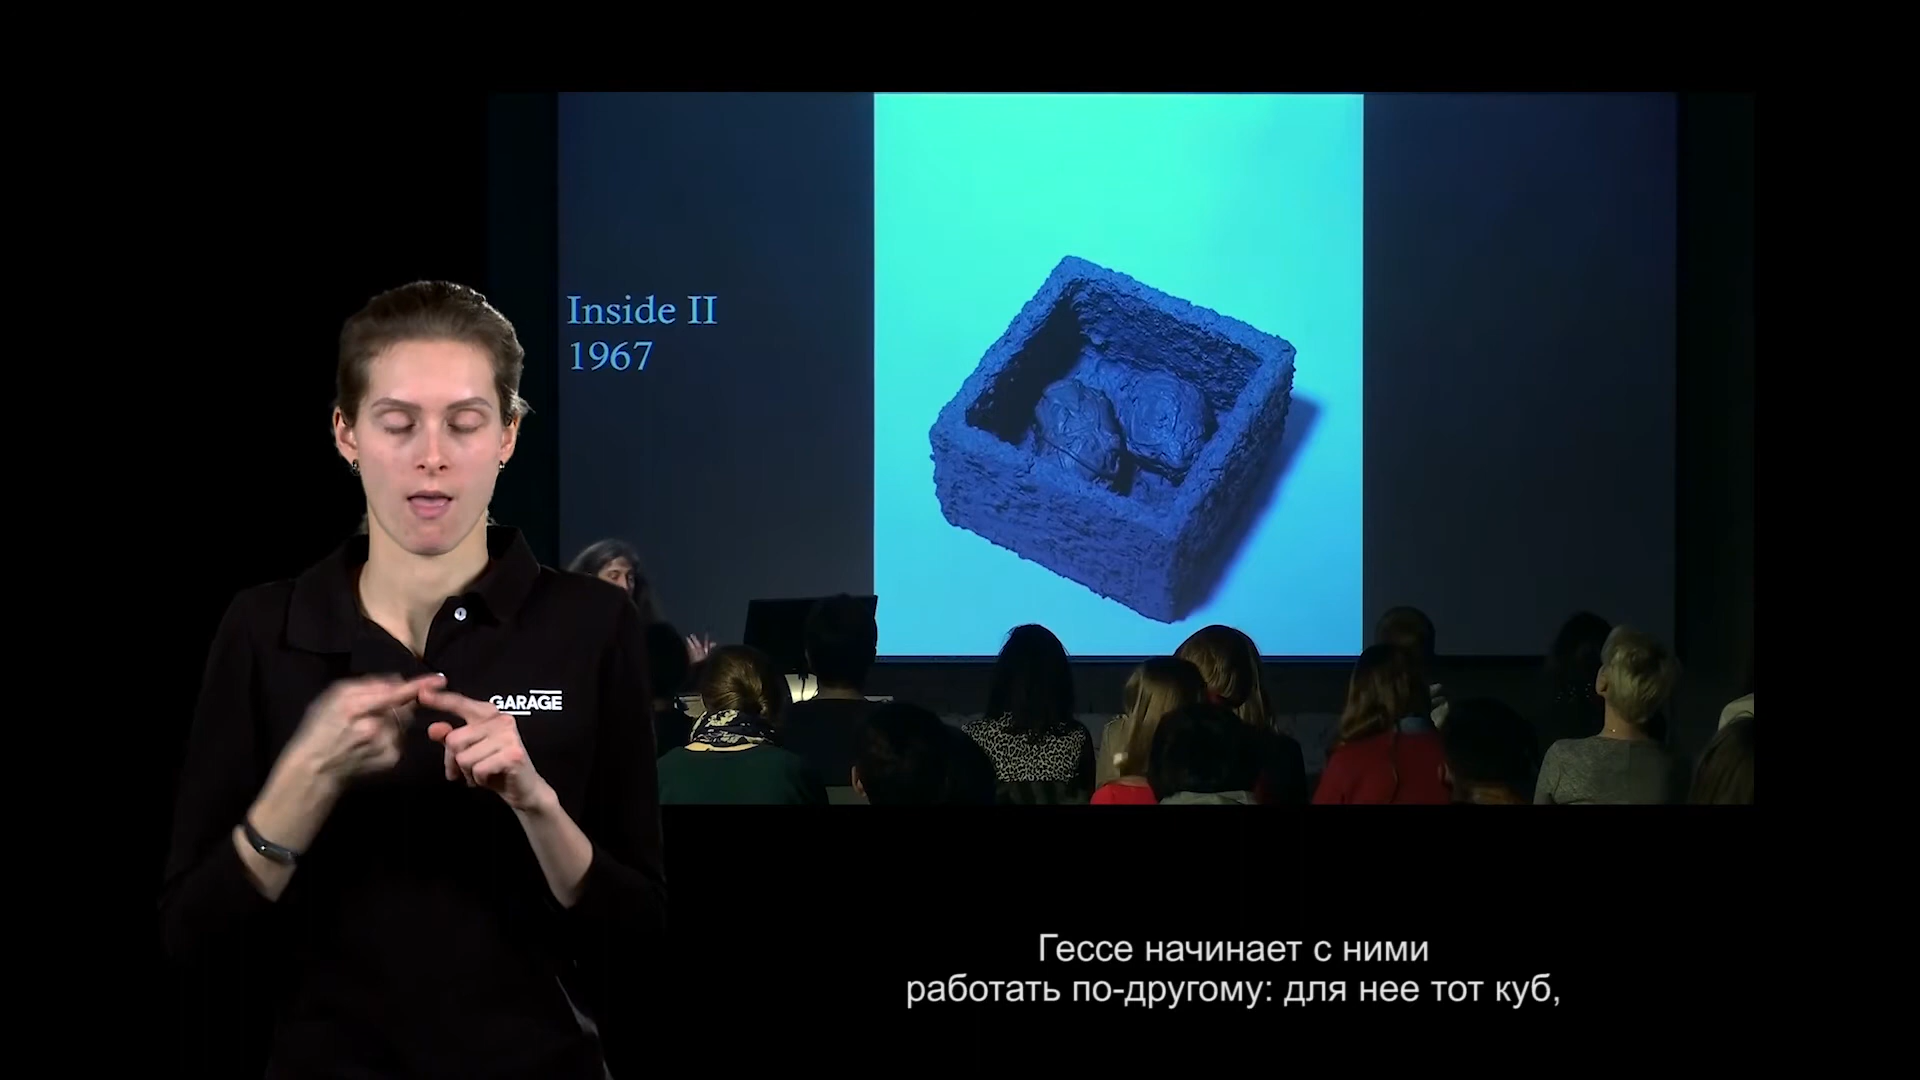 Inside II
1967
GARAGE
Гессе начинает с ними
работать по-другому: для нее тот куб,